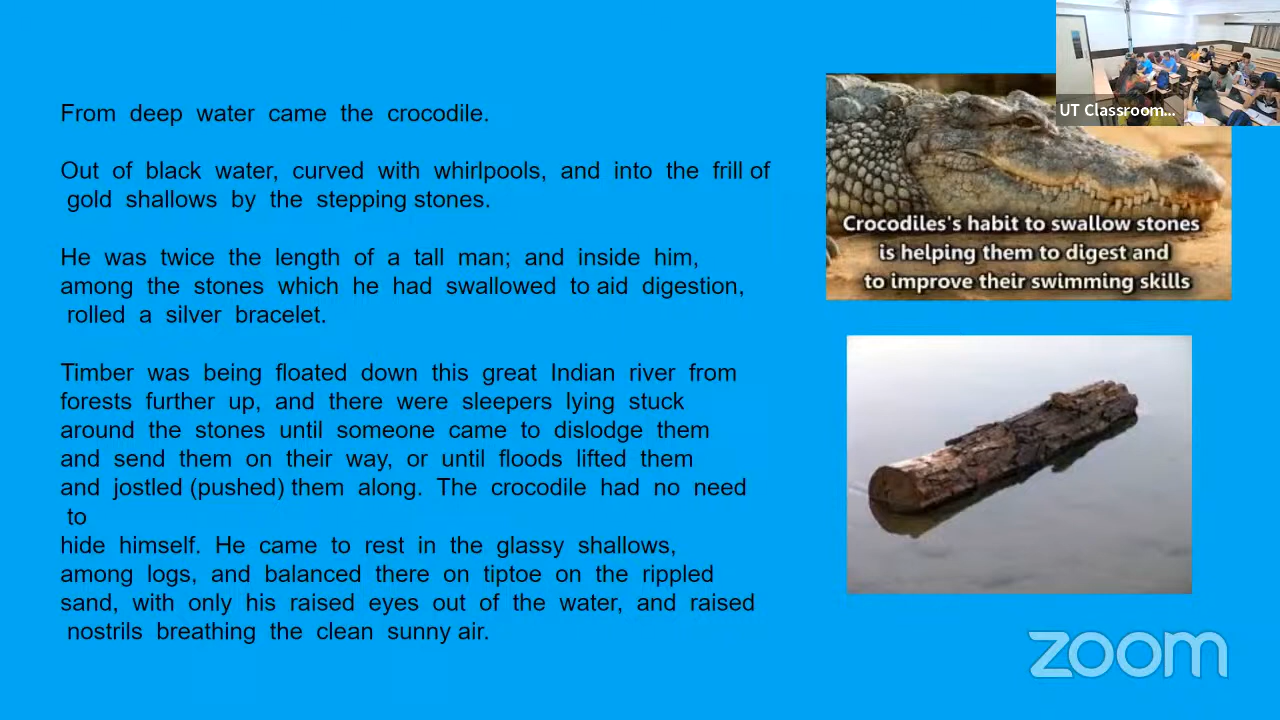 From deep water came the crocodile.
Out of black water, curved with whirlpools, and into the frill of
gold shallows by the stepping stones.
He was twice the length of a tall man; and inside him,
among the stones which he had swallowed to aid digestion,
rolled a silver bracelet.
Timber was being floated down this great Indian river from
forests further up, and there were sleepers lying stuck
around the stones until someone came to dislodge them
and send them on their way, or until floods lifted them
and jostled (pushed) them along. The crocodile had no need
to
hide himself. He came to rest in the glassy shallows,
among logs, and balanced there on tiptoe on the rippled
sand, with only his raised eyes out of the water, and raised
nostrils breathing the clean sunny air.
UT Classroom...
Crocodiles's habit to swallow stones
is helping them to digest and
to improve their swimming skills
zoom